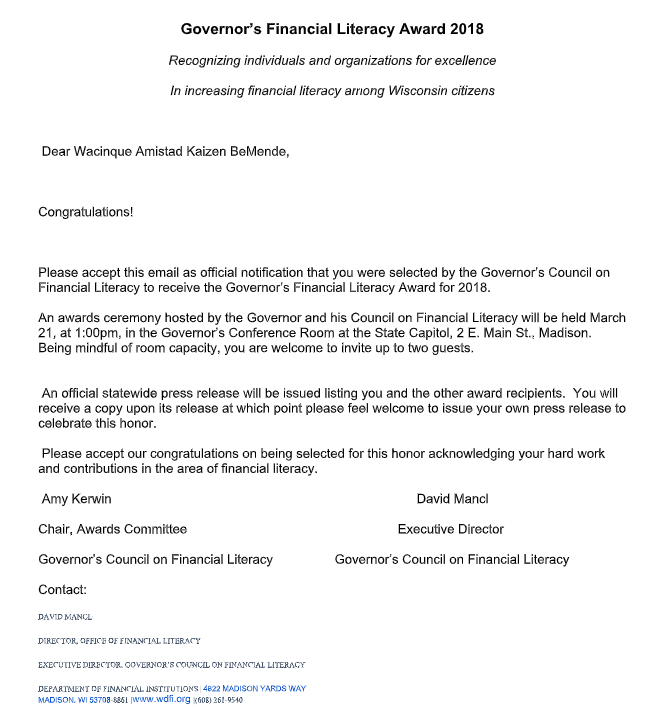 Governor's Financial Literacy Award 2018
Recognizing individuals and organizations for excellence
In increasing financial literacy among Wisconsin citizens
Dear Wacinque Amistad Kaizen BeMende,
Congratulations!
Please accept this email as official notification that you were selected by the Governor's Council on
Financial Literacy to receive the Governor's Financial Literacy Award for 2018.
An awards ceremony hosted by the Governor and his Council on Financial Literacy will be held March
21, at 1:00pm, in the Governor's Conference Room at the State Capitol, 2 E. Main St., Madison.
Being mindful of room capacity, you are welcome to invite up to two guests.
An official statewide press release will be issued listing you and the other award recipients. You will
receive a copy upon its release at which point please feel welcome to issue your own press release to
celebrate this honor.
Please accept our congratulations on being selected for this honor acknowledging your hard work
and contributions in the area of financial literacy.
Amy Kerwin David Mancl
Chair, Awards Committee Executive Director
Governor's Council on Financial Literacy Governor's Council on Financial Literacy
Contact:
DAVID MANCL
DIRECTOR, OFFICE OF FINANCIAL LITERACY
EXECUTIVE DIRECTOR, GOVERNOR'S COUNCIL ON FINANCIAL LITERACY
DEPARTMENT OF FINANCIAL INSTITUTIONS | 4822 MADISON YARDS WAY
MADISON, WI 53708-8861 |www.wdfi.org |(608) 261-9540